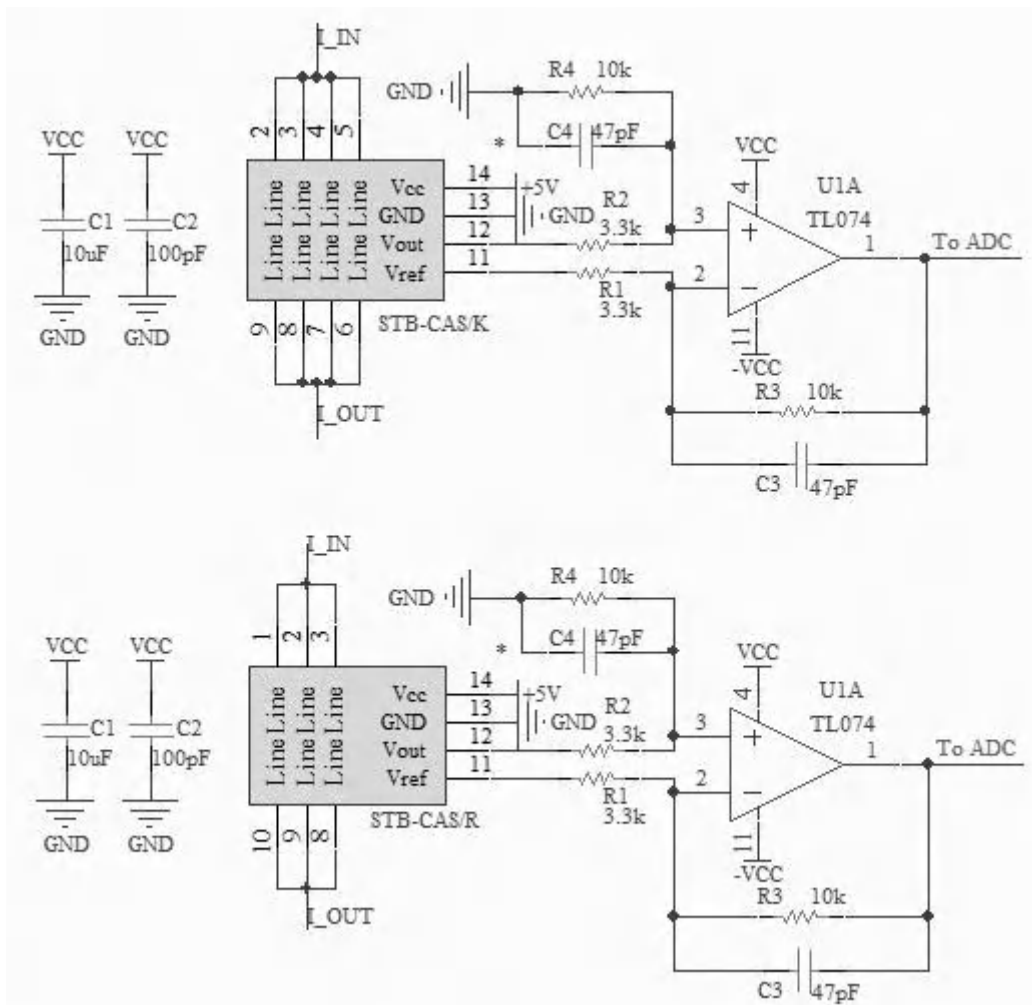 I_IN
R4 10k
GND
2 3 4 5
* C4 47pF
VCC VCC
VCC
C1 C2
10uF 100pF
GND GND
Line Line Line Line
Vcc 14 +5V
GND 13 GND
Vout 12
Vref 11
R2
3.3k
R1
3.3k
4
U1A
TL074
3 +
2 -
1 To ADC
11
-VCC
9 8 7 6
STB-CAS/K
I_OUT
R3 10k
C3 47pF
I_IN
R4 10k
GND
1 2 3
* C4 47pF
VCC VCC
VCC
C1 C2
10uF 100pF
GND GND
Line Line Line
Vcc 14 +5V
GND 13 GND
Vout 12
Vref 11
R2
3.3k
R1
3.3k
4
U1A
TL074
3 +
2 -
1 To ADC
11
-VCC
10 9 8
STB-CAS/R
I_OUT
R3 10k
C3 47pF